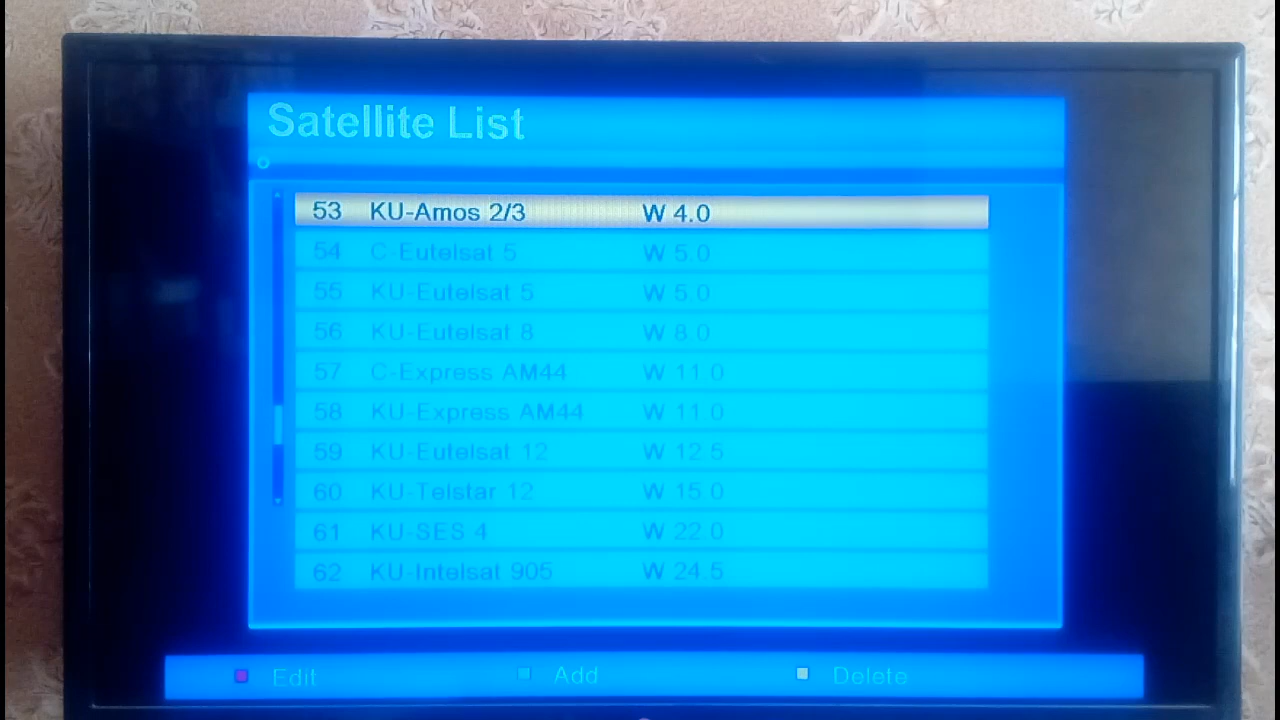 Satellite List
53 KU-Amos 2/3 W 4.0
54 C-Eutelsat 5 W 5.0
55 KU-Eutelsat 5 W 5.0
56 KU-Eutelsat 8 W 8.0
57 C-Express AM44 W 11.0
58 KU-Express AM44 W 11.0
59 KU-Eutelsat 12 W 12.5
60 KU-Telstar 12 W 15.0
61 KU-SES 4 W 22.0
62 KU-Intelsat 905 W 24.5
Edit Add Delete